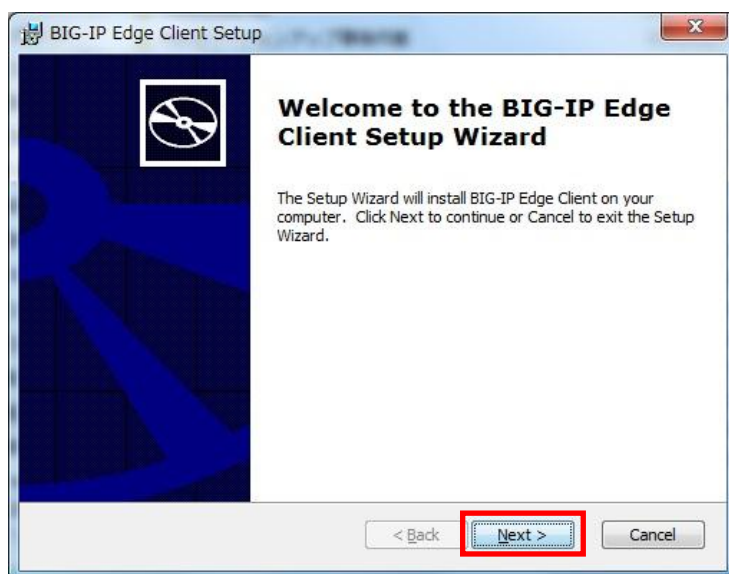 BIG-IP Edge Client Setup
Welcome to the BIG-IP Edge
Client Setup Wizard
The Setup Wizard will install BIG-IP Edge Client on your
computer. Click Next to continue or Cancel to exit the Setup
Wizard.
< Back
Next >
Cancel